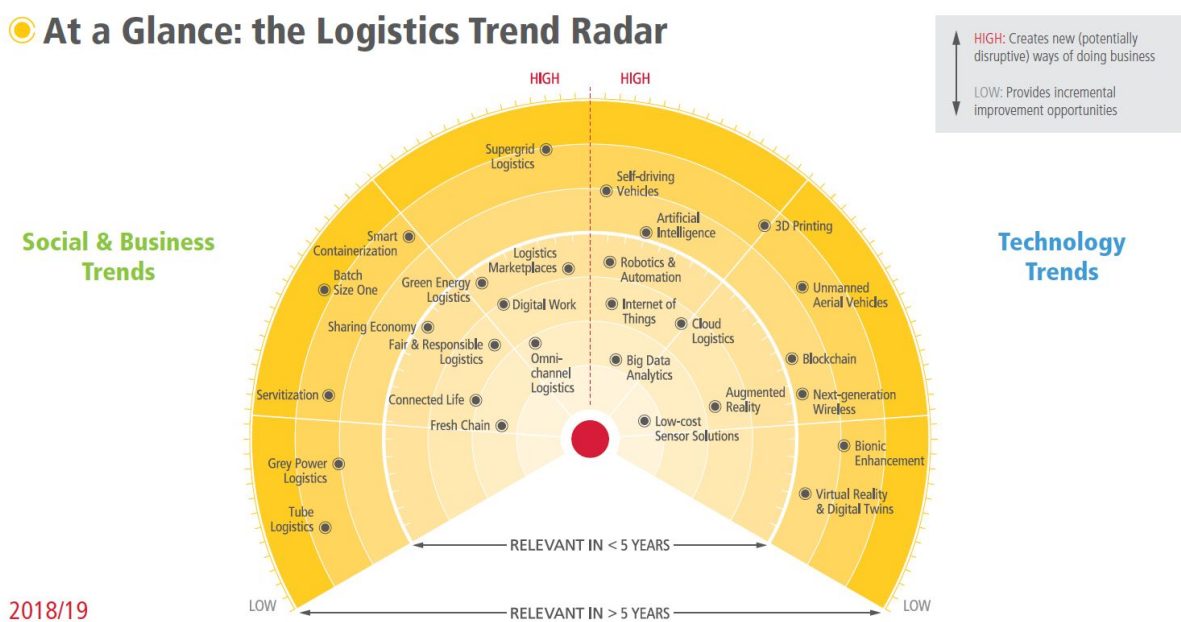 At a Glance: the Logistics Trend Radar
HIGH: Creates new (potentially
disruptive) ways of doing business
LOW: Provides incremental
improvement opportunities
HIGH
HIGH
Social & Business
Trends
Technology
Trends
Supergrid
Logistics
Self-driving
Vehicles
Artificial
Intelligence
3D Printing
Smart
Containerization
Logistics
Marketplaces
Robotics &
Automation
Batch
Size One
Green Energy
Logistics
Digital Work
Internet of
Things
Unmanned
Aerial Vehicles
Sharing Economy
Fair & Responsible
Logistics
Omni-
channel
Logistics
Cloud
Logistics
Big Data
Analytics
Blockchain
Servitization
Connected Life
Augmented
Reality
Next-generation
Wireless
Fresh Chain
Low-cost
Sensor Solutions
Bionic
Enhancement
Grey Power
Logistics
Virtual Reality
& Digital Twins
Tube
Logistics
RELEVANT IN < 5 YEARS
LOW
RELEVANT IN > 5 YEARS
LOW
2018/19